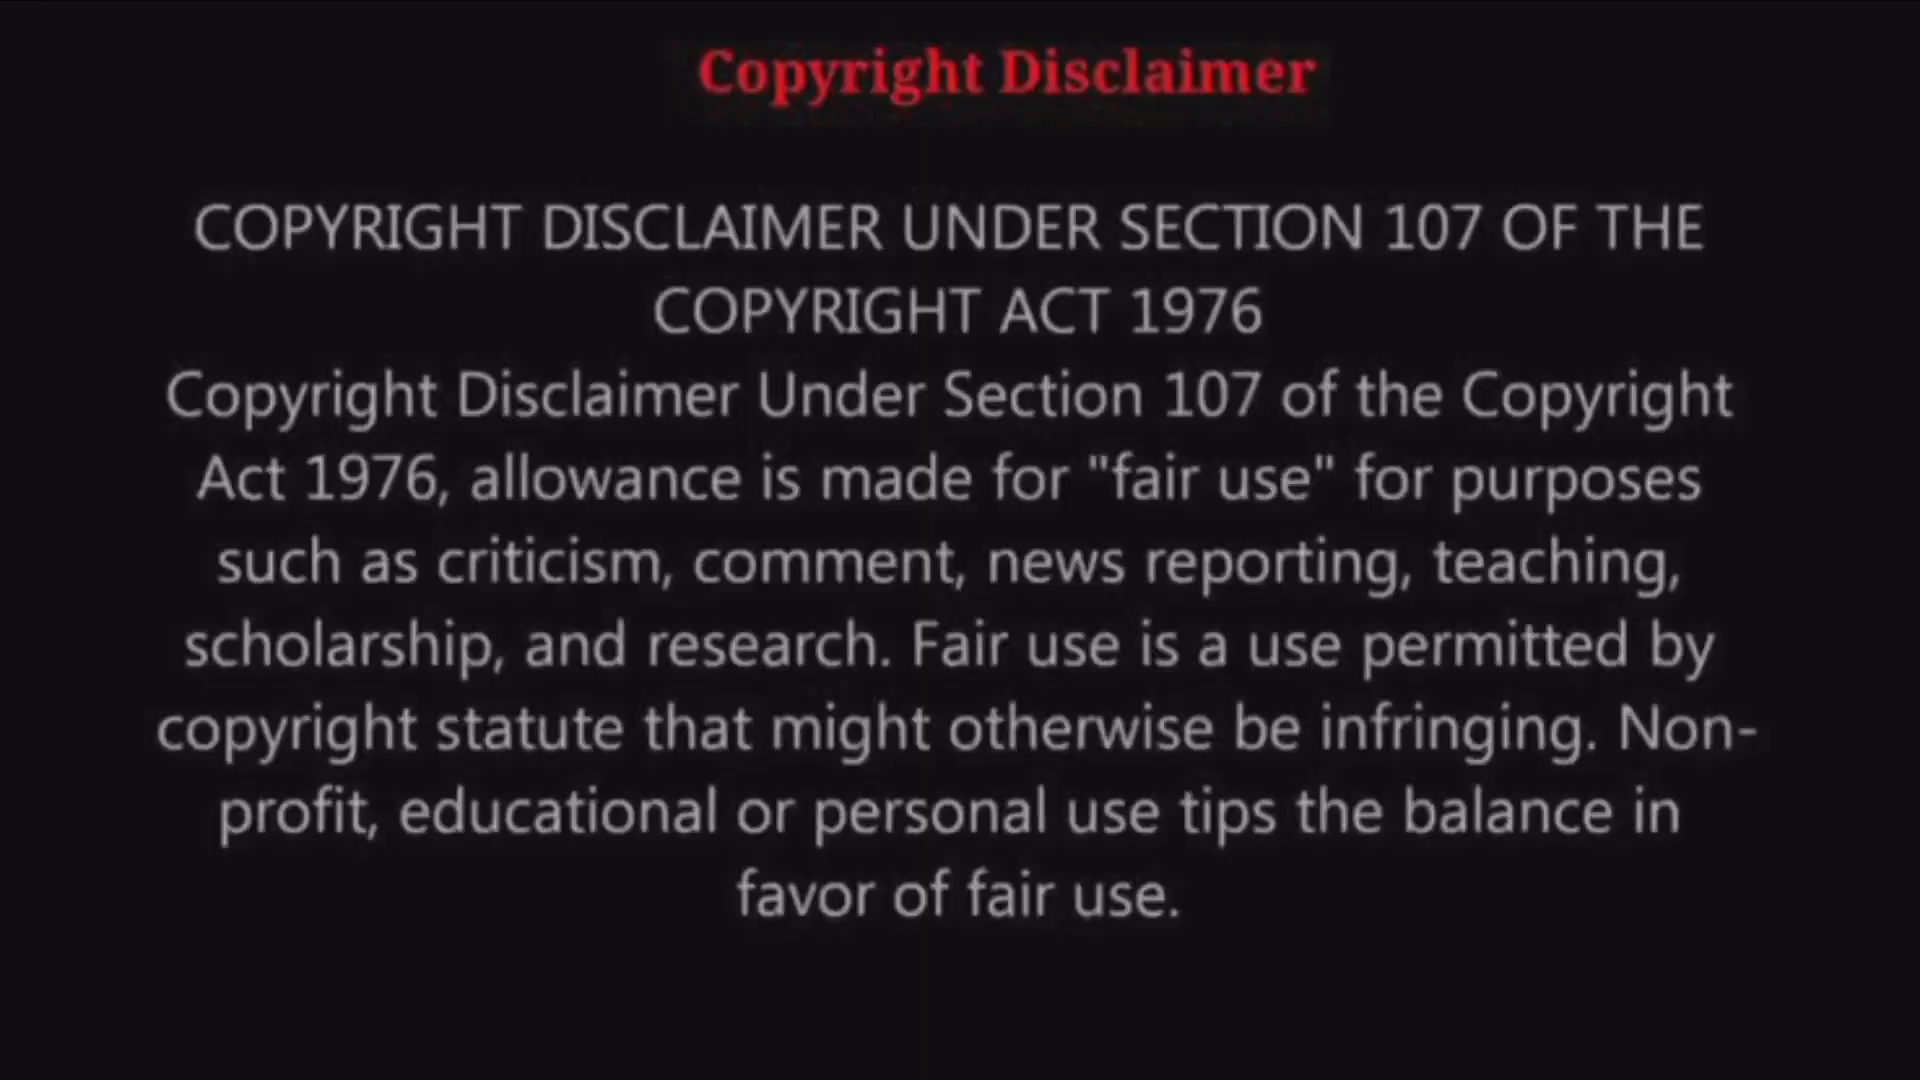 Copyright Disclaimer
COPYRIGHT DISCLAIMER UNDER SECTION 107 OF THE
COPYRIGHT ACT 1976
Copyright Disclaimer Under Section 107 of the Copyright
Act 1976, allowance is made for "fair use" for purposes
such as criticism, comment, news reporting, teaching,
scholarship, and research. Fair use is a use permitted by
copyright statute that might otherwise be infringing. Non-
profit, educational or personal use tips the balance in
favor of fair use.